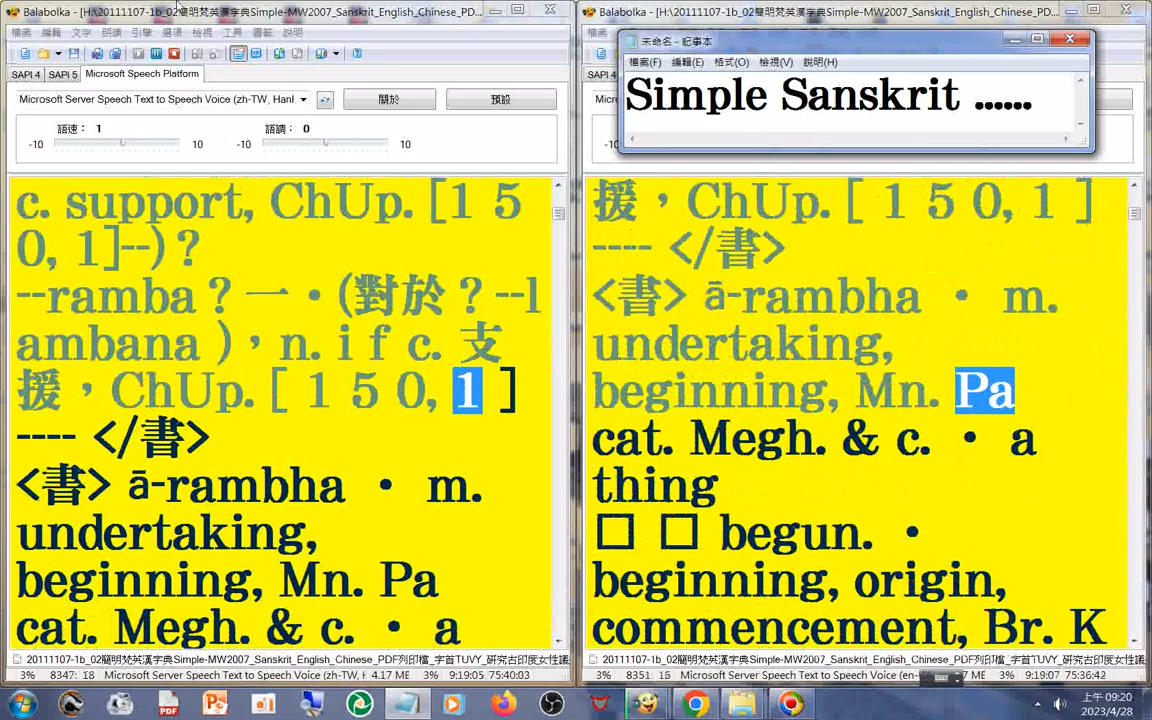 Balabolka - [H:\20111107-1b_02簡明梵英漢字典Simple-MW2007_Sanskrit_English_Chinese_PD...
檔案 編輯 文字 朗讀 引擎 選項 檢視 工具 書籤 說明
SAPI 4 SAPI 5 Microsoft Speech Platform
Microsoft Server Speech Text to Speech Voice (zh-TW, Hanl 關於 預設
語速： 1 語調： 0
-10 10 -10 10
c. support, ChUp. [1 5
0, 1]--)？
--ramba？一・(對於？--l
ambana )，n. i f c. 支
援，ChUp. [ 1 5 0, 1 ]
---- </書>
<書> ā-rambha • m.
undertaking,
beginning, Mn. Pa
cat. Megh. & c. • a
20111107-1b_02簡明梵英漢字典Simple-MW2007_Sanskrit_English_Chinese_PDF列印檔_字首TUVY_研究古印度女性議
3% 8347: 18 Microsoft Server Speech Text to Speech Voice (zh-TW, H 4.17 ME 3% 9:19:05_75:40:03
Balabolka - [H:\20111107-1b_02簡明梵英漢字典Simple-MW2007_Sanskrit_English_Chinese_PD...
檔案
SAPI 4
未命名 - 記事本
檔案(F) 編輯(E) 格式(O) 檢視(V) 說明(H)
Simple Sanskrit ......
-10 10 -10 10
援，ChUp. [ 1 5 0, 1 ]
---- </書>
<書> ā-rambha • m.
undertaking,
beginning, Mn. Pa
cat. Megh. & c. • a
thing
□ □ begun. •
beginning, origin,
commencement, Br. K
20111107-1b_02簡明梵英漢字典Simple-MW2007_Sanskrit_English_Chinese_PDF列印檔_字首TUVY_研究古印度女性議
3% 8351: 15 Microsoft Server Speech Text to Speech Voice (en- 4.17 ME 3% 9:19:07_75:36:42
上午 09:20
2023/4/28